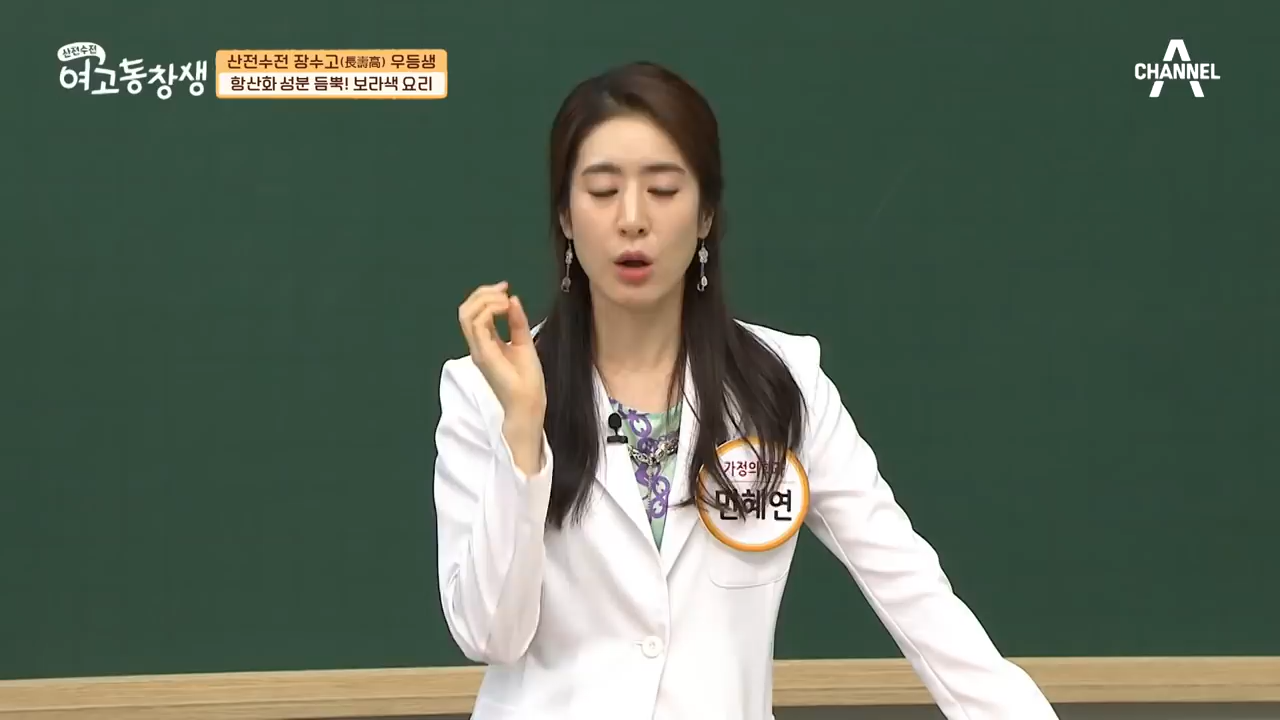 산전수전
여고동창생
산전수전 장수고(長壽高) 우등생
항산화 성분 듬뿍! 보라색 요리
CHANNEL A
가정의학과
민혜연